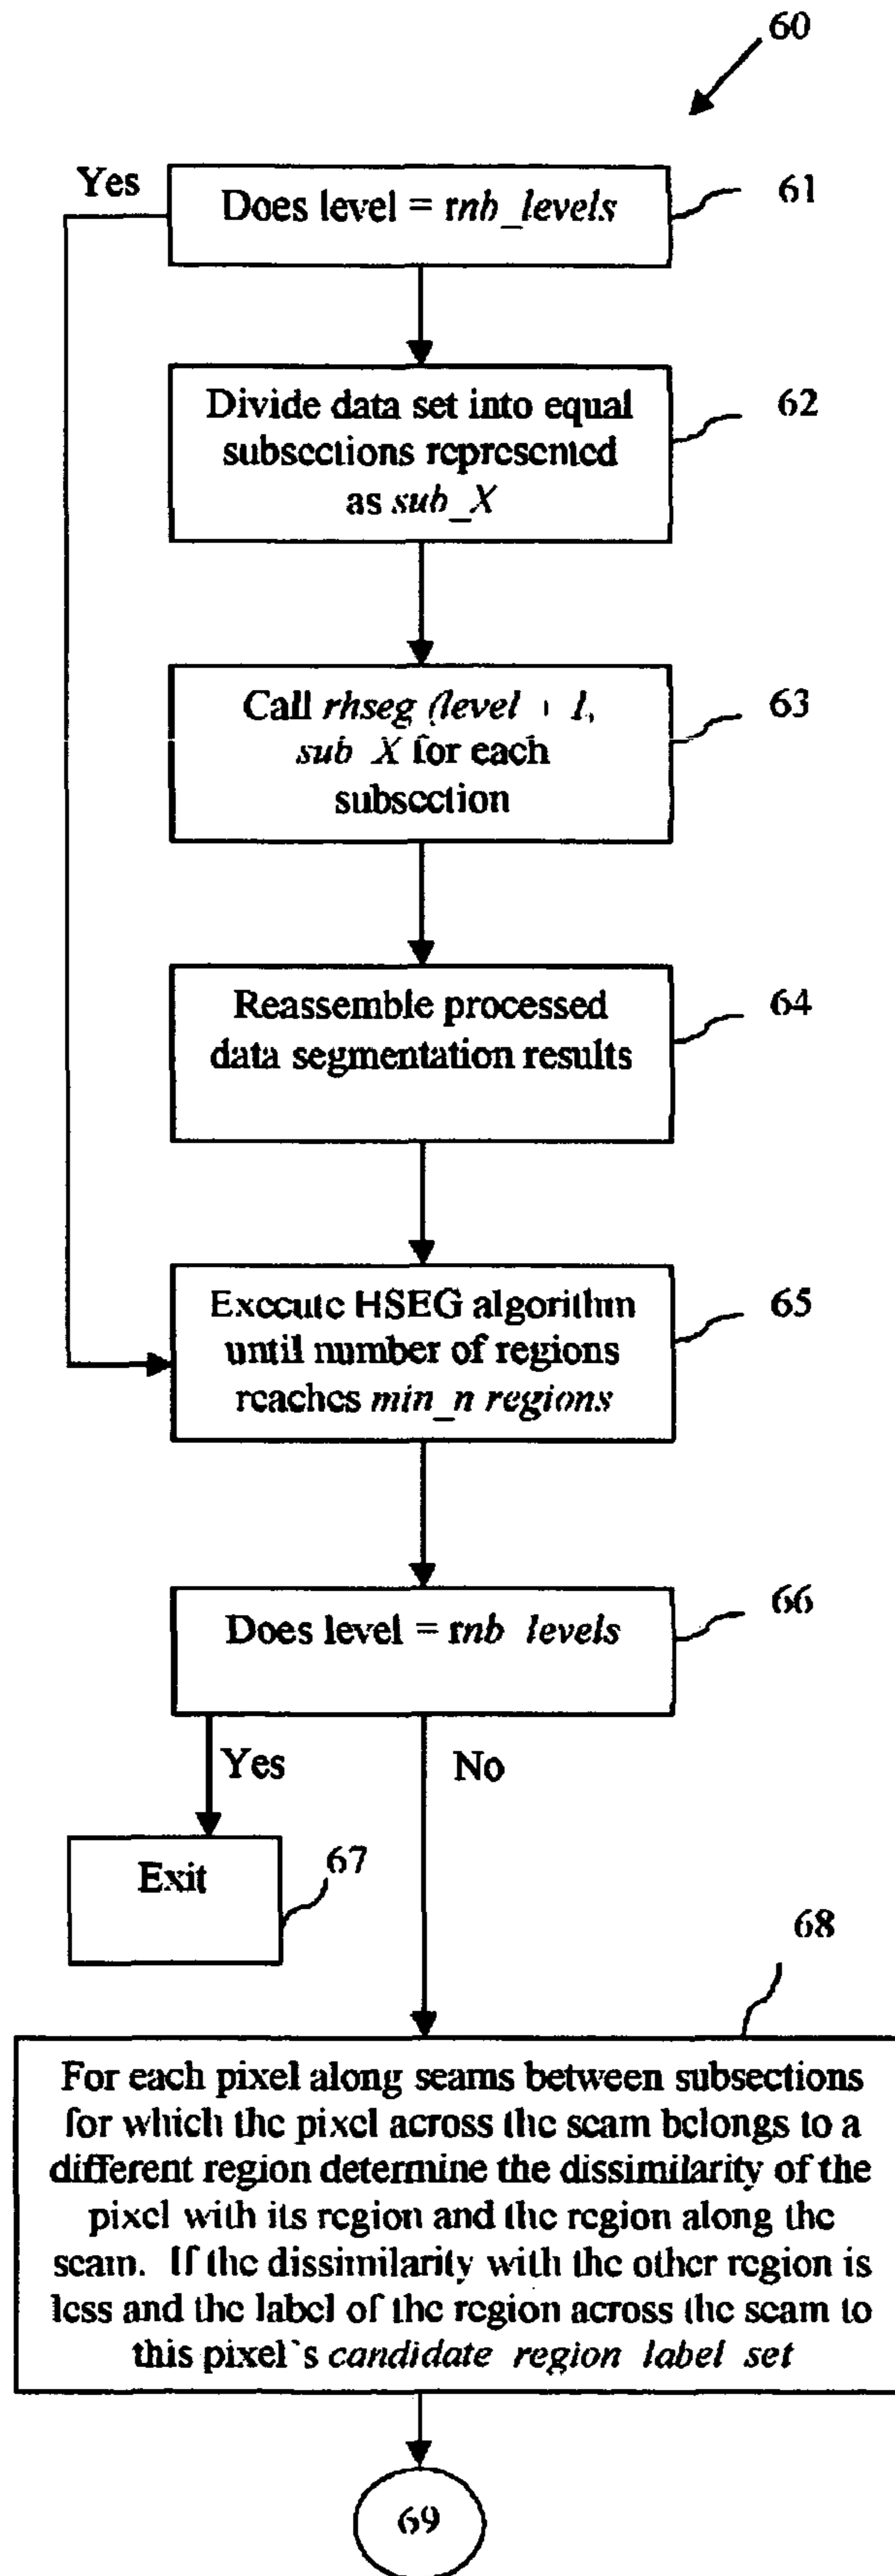 60
Yes
Does level = rnb_levels
61
Divide data set into equal
subsections represented
as sub_X
62
Call rhseg (level + 1,
sub_X for each
subsection
63
Reassemble processed
data segmentation results
64
Execute HSEG algorithm
until number of regions
reaches min_n regions
65
Does level = rnb levels
66
Yes
No
Exit
67
68
For each pixel along seams between subsections
for which the pixel across the seam belongs to a
different region determine the dissimilarity of the
pixel with its region and the region along the
seam. If the dissimilarity with the other region is
less and the label of the region across the seam to
this pixel's candidate region label set
69